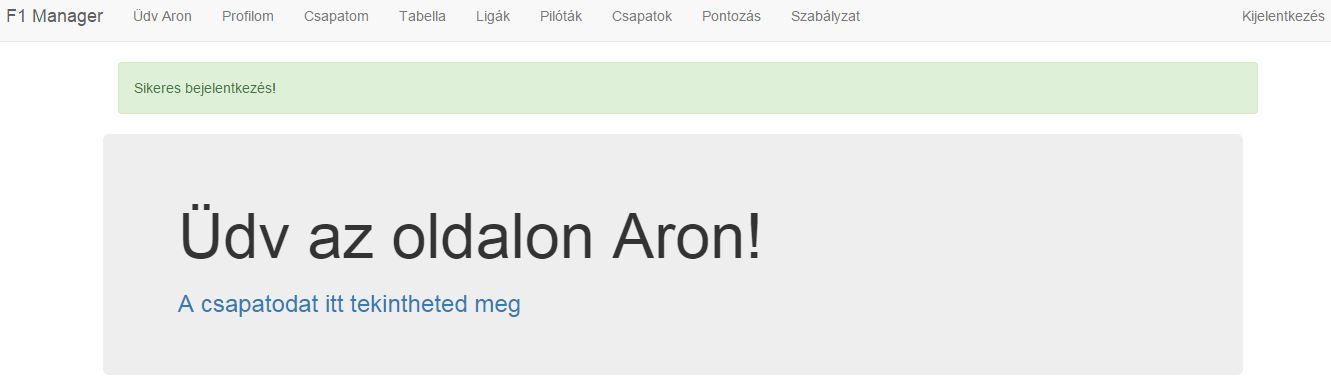 F1 Manager Üdv Aron Profilom Csapatom Tabella Ligák Pilóták Csapatok Pontozás Szabályzat Kijelentkezés
Sikeres bejelentkezés!
Üdv az oldalon Aron!
A csapatodat itt tekintheted meg